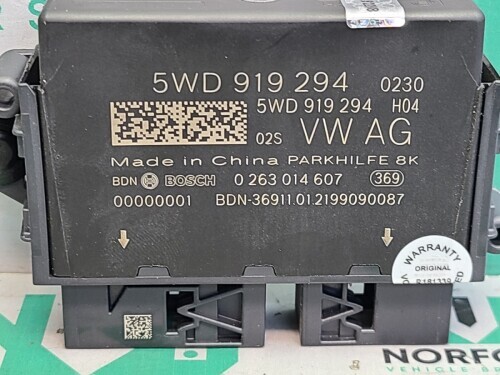 5WD 919 294 0230
5WD 919 294 H04
02S VW AG
Made in China PARKHILFE 8K
BDN BOSCH 0 263 014 607 369
00000001 BDN-36911.01.2199090087
WARRANTY
ORIGINAL
NORFO
VEHICLE